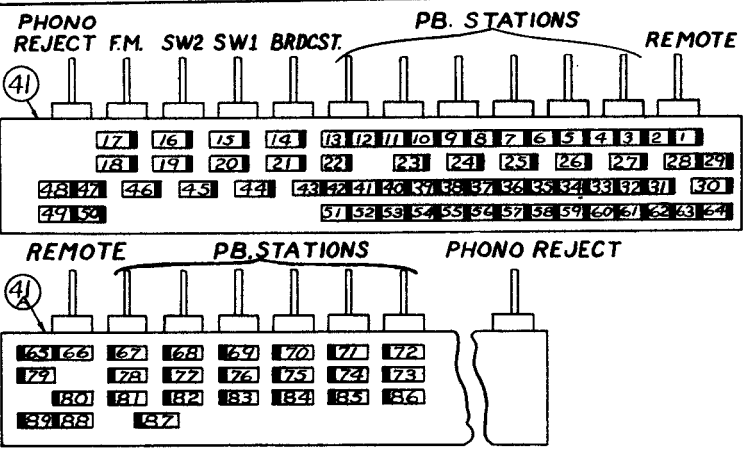 PHONO REJECT F.M. SW2 SW1 BRDCST. PB. STATIONS REMOTE
41
17 16 15 14 13 12 11 10 9 8 7 6 5 4 3 2 1
18 19 20 21 22 23 24 25 26 27 28 29
48 47 46 45 44 43 42 41 40 39 38 37 36 35 34 33 32 31 30
49 50 51 52 53 54 55 56 57 58 59 60 61 62 63 64
REMOTE PB. STATIONS PHONO REJECT
41
65 66 67 68 69 70 71 72
79 78 77 76 75 74 73
80 81 82 83 84 85 86
89 88 87